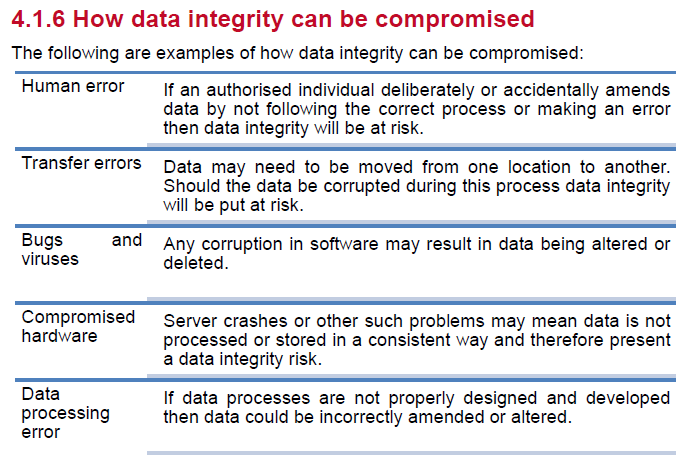 4.1.6 How data integrity can be compromised
The following are examples of how data integrity can be compromised:
Human error
If an authorised individual deliberately or accidentally amends
data by not following the correct process or making an error
then data integrity will be at risk.
Transfer errors
Data may need to be moved from one location to another.
Should the data be corrupted during this process data integrity
will be put at risk.
Bugs and
viruses
Any corruption in software may result in data being altered or
deleted.
Compromised
hardware
Server crashes or other such problems may mean data is not
processed or stored in a consistent way and therefore present
a data integrity risk.
Data
processing
error
If data processes are not properly designed and developed
then data could be incorrectly amended or altered.